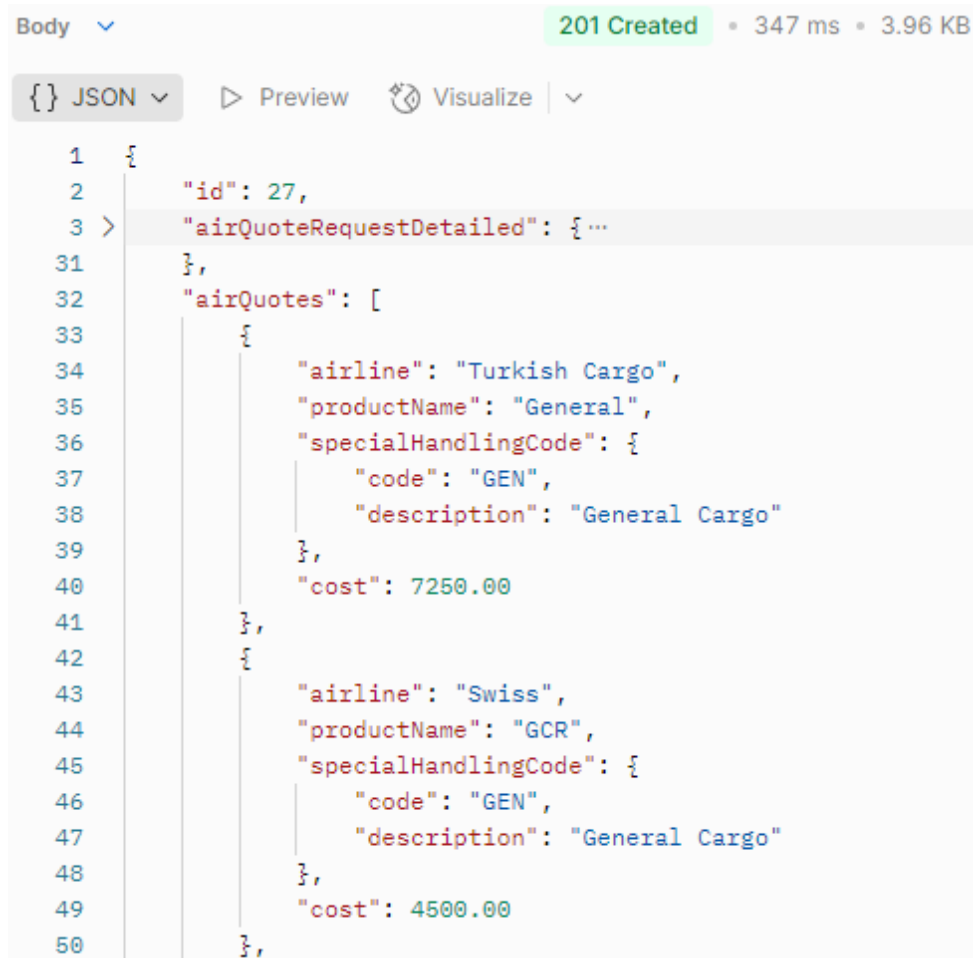 Body 201 Created • 347 ms • 3.96 KB
{} JSON Preview Visualize
1 {
2 "id": 27,
3 > "airQuoteRequestDetailed": {⋯
31 },
32 "airQuotes": [
33 {
34 "airline": "Turkish Cargo",
35 "productName": "General",
36 "specialHandlingCode": {
37 "code": "GEN",
38 "description": "General Cargo"
39 },
40 "cost": 7250.00
41 },
42 {
43 "airline": "Swiss",
44 "productName": "GCR",
45 "specialHandlingCode": {
46 "code": "GEN",
47 "description": "General Cargo"
48 },
49 "cost": 4500.00
50 },